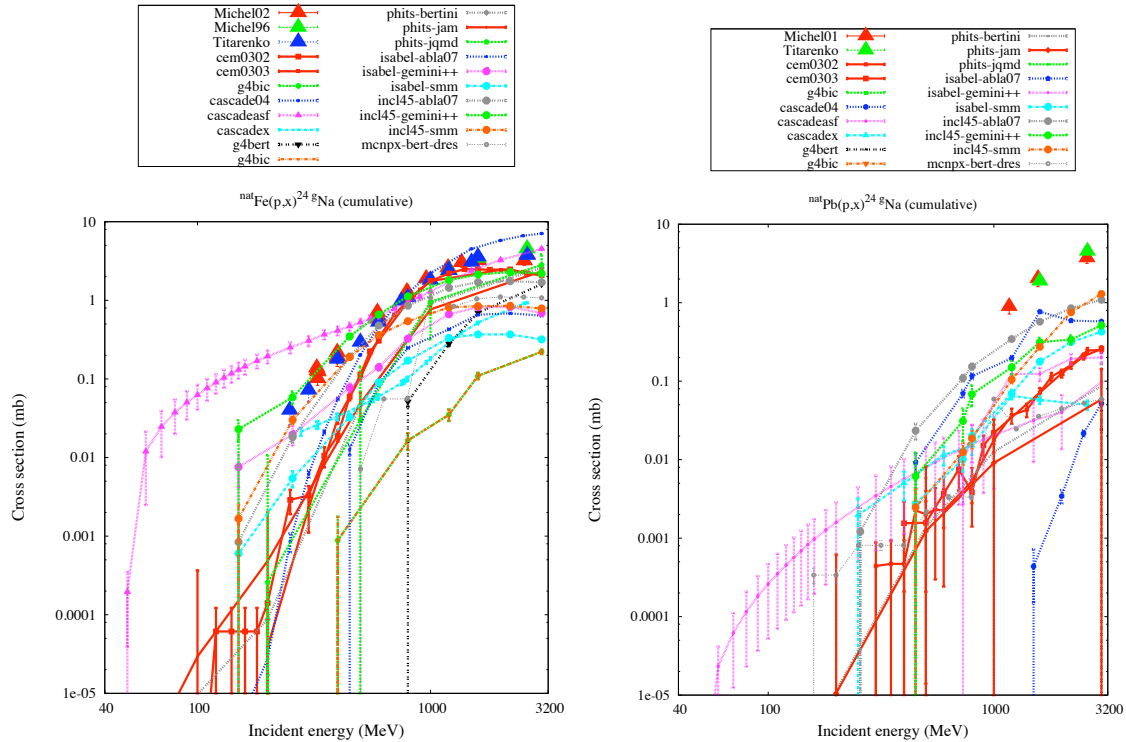 Michel02
Michel96
Titarenko
cem0302
cem0303
g4bic
cascade04
cascadeasf
cascadex
g4bert
g4bic
phits-bertini
phits-jam
phits-jqmd
isabel-abla07
isabel-gemini++
isabel-smm
incl45-abla07
incl45-gemini++
incl45-smm
mcnpx-bert-dres
natFe(p,x)24 gNa (cumulative)
Cross section (mb)
10
1
0.1
0.01
0.001
0.0001
1e-05
40
100
1000
3200
Incident energy (MeV)
Michel01
Titarenko
cem0302
cem0303
g4bic
cascade04
cascadeasf
cascadex
g4bert
g4bic
phits-bertini
phits-jam
phits-jqmd
isabel-abla07
isabel-gemini++
isabel-smm
incl45-abla07
incl45-gemini++
incl45-smm
mcnpx-bert-dres
natPb(p,x)24 gNa (cumulative)
Cross section (mb)
10
1
0.1
0.01
0.001
0.0001
1e-05
40
100
1000
3200
Incident energy (MeV)